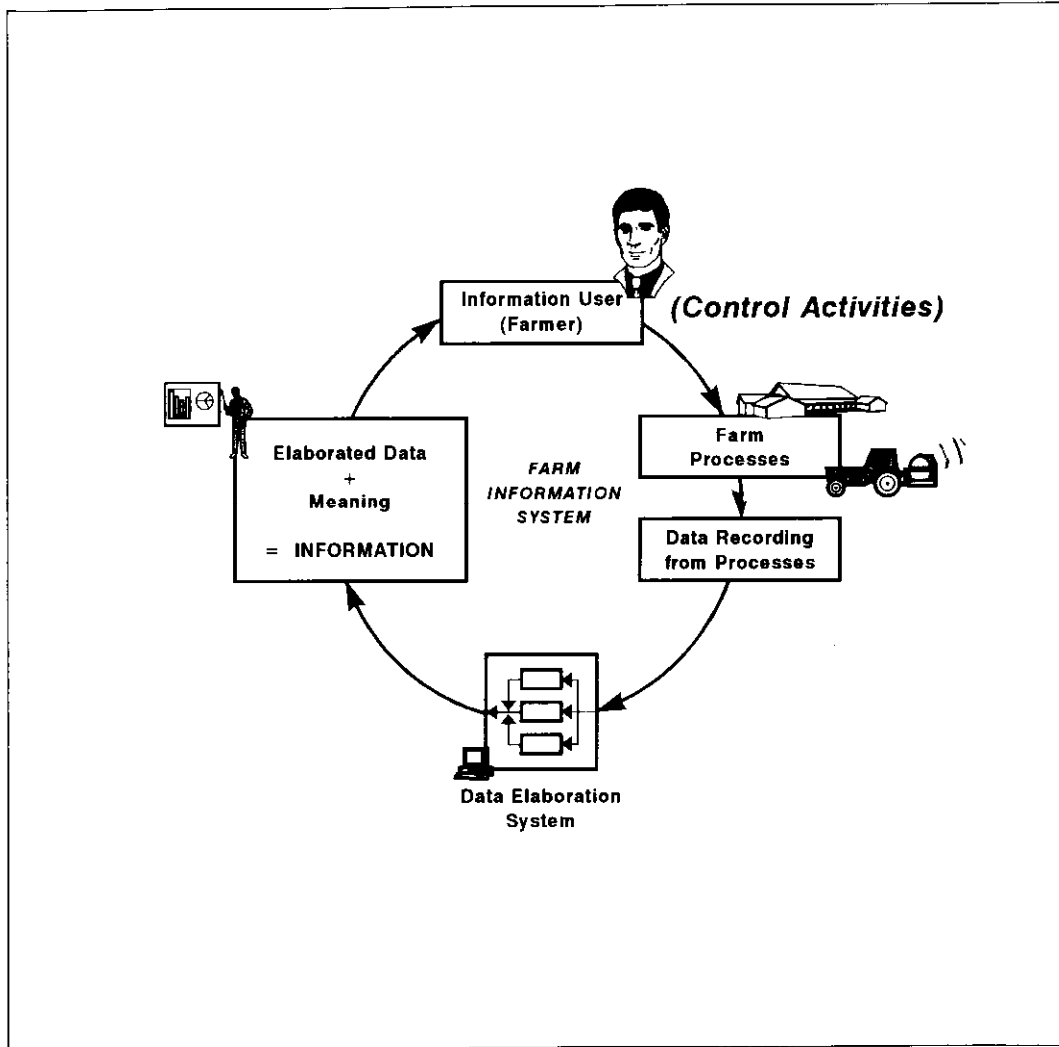 Information User
(Farmer)
(Control Activities)
Farm
Processes
Data Recording
from Processes
Data Elaboration
System
Elaborated Data
+
Meaning
= INFORMATION
FARM
INFORMATION
SYSTEM